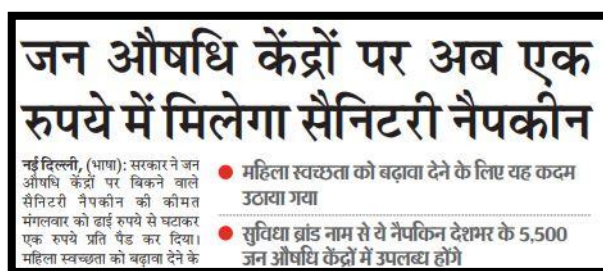 जन औषधि केंद्रों पर अब एक
रुपये में मिलेगा सैनिटरी नैपकीन
नई दिल्ली, (भाषा): सरकार ने जन
औषधि केंद्रों पर बिकने वाले
सैनिटरी नैपकीन की कीमत
मंगलवार को ढाई रुपये से घटाकर
एक रुपये प्रति पैड कर दिया।
महिला स्वच्छता को बढ़ावा देने के
महिला स्वच्छता को बढ़ावा देने के लिए यह कदम
उठाया गया
सुविधा ब्रांड नाम से ये नैपकिन देशभर के 5,500
जन औषधि केंद्रों में उपलब्ध होंगे